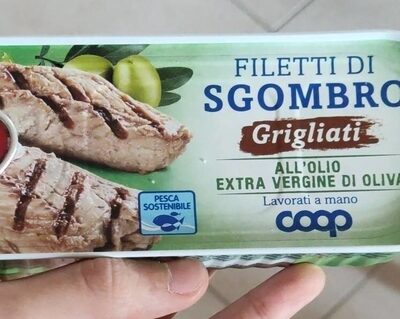 FILETTI DI
SGOMBRO
Grigliati
ALL'OLIO
EXTRA VERGINE DI OLIVA
Lavorati a mano
PESCA
SOSTENIBILE
coop